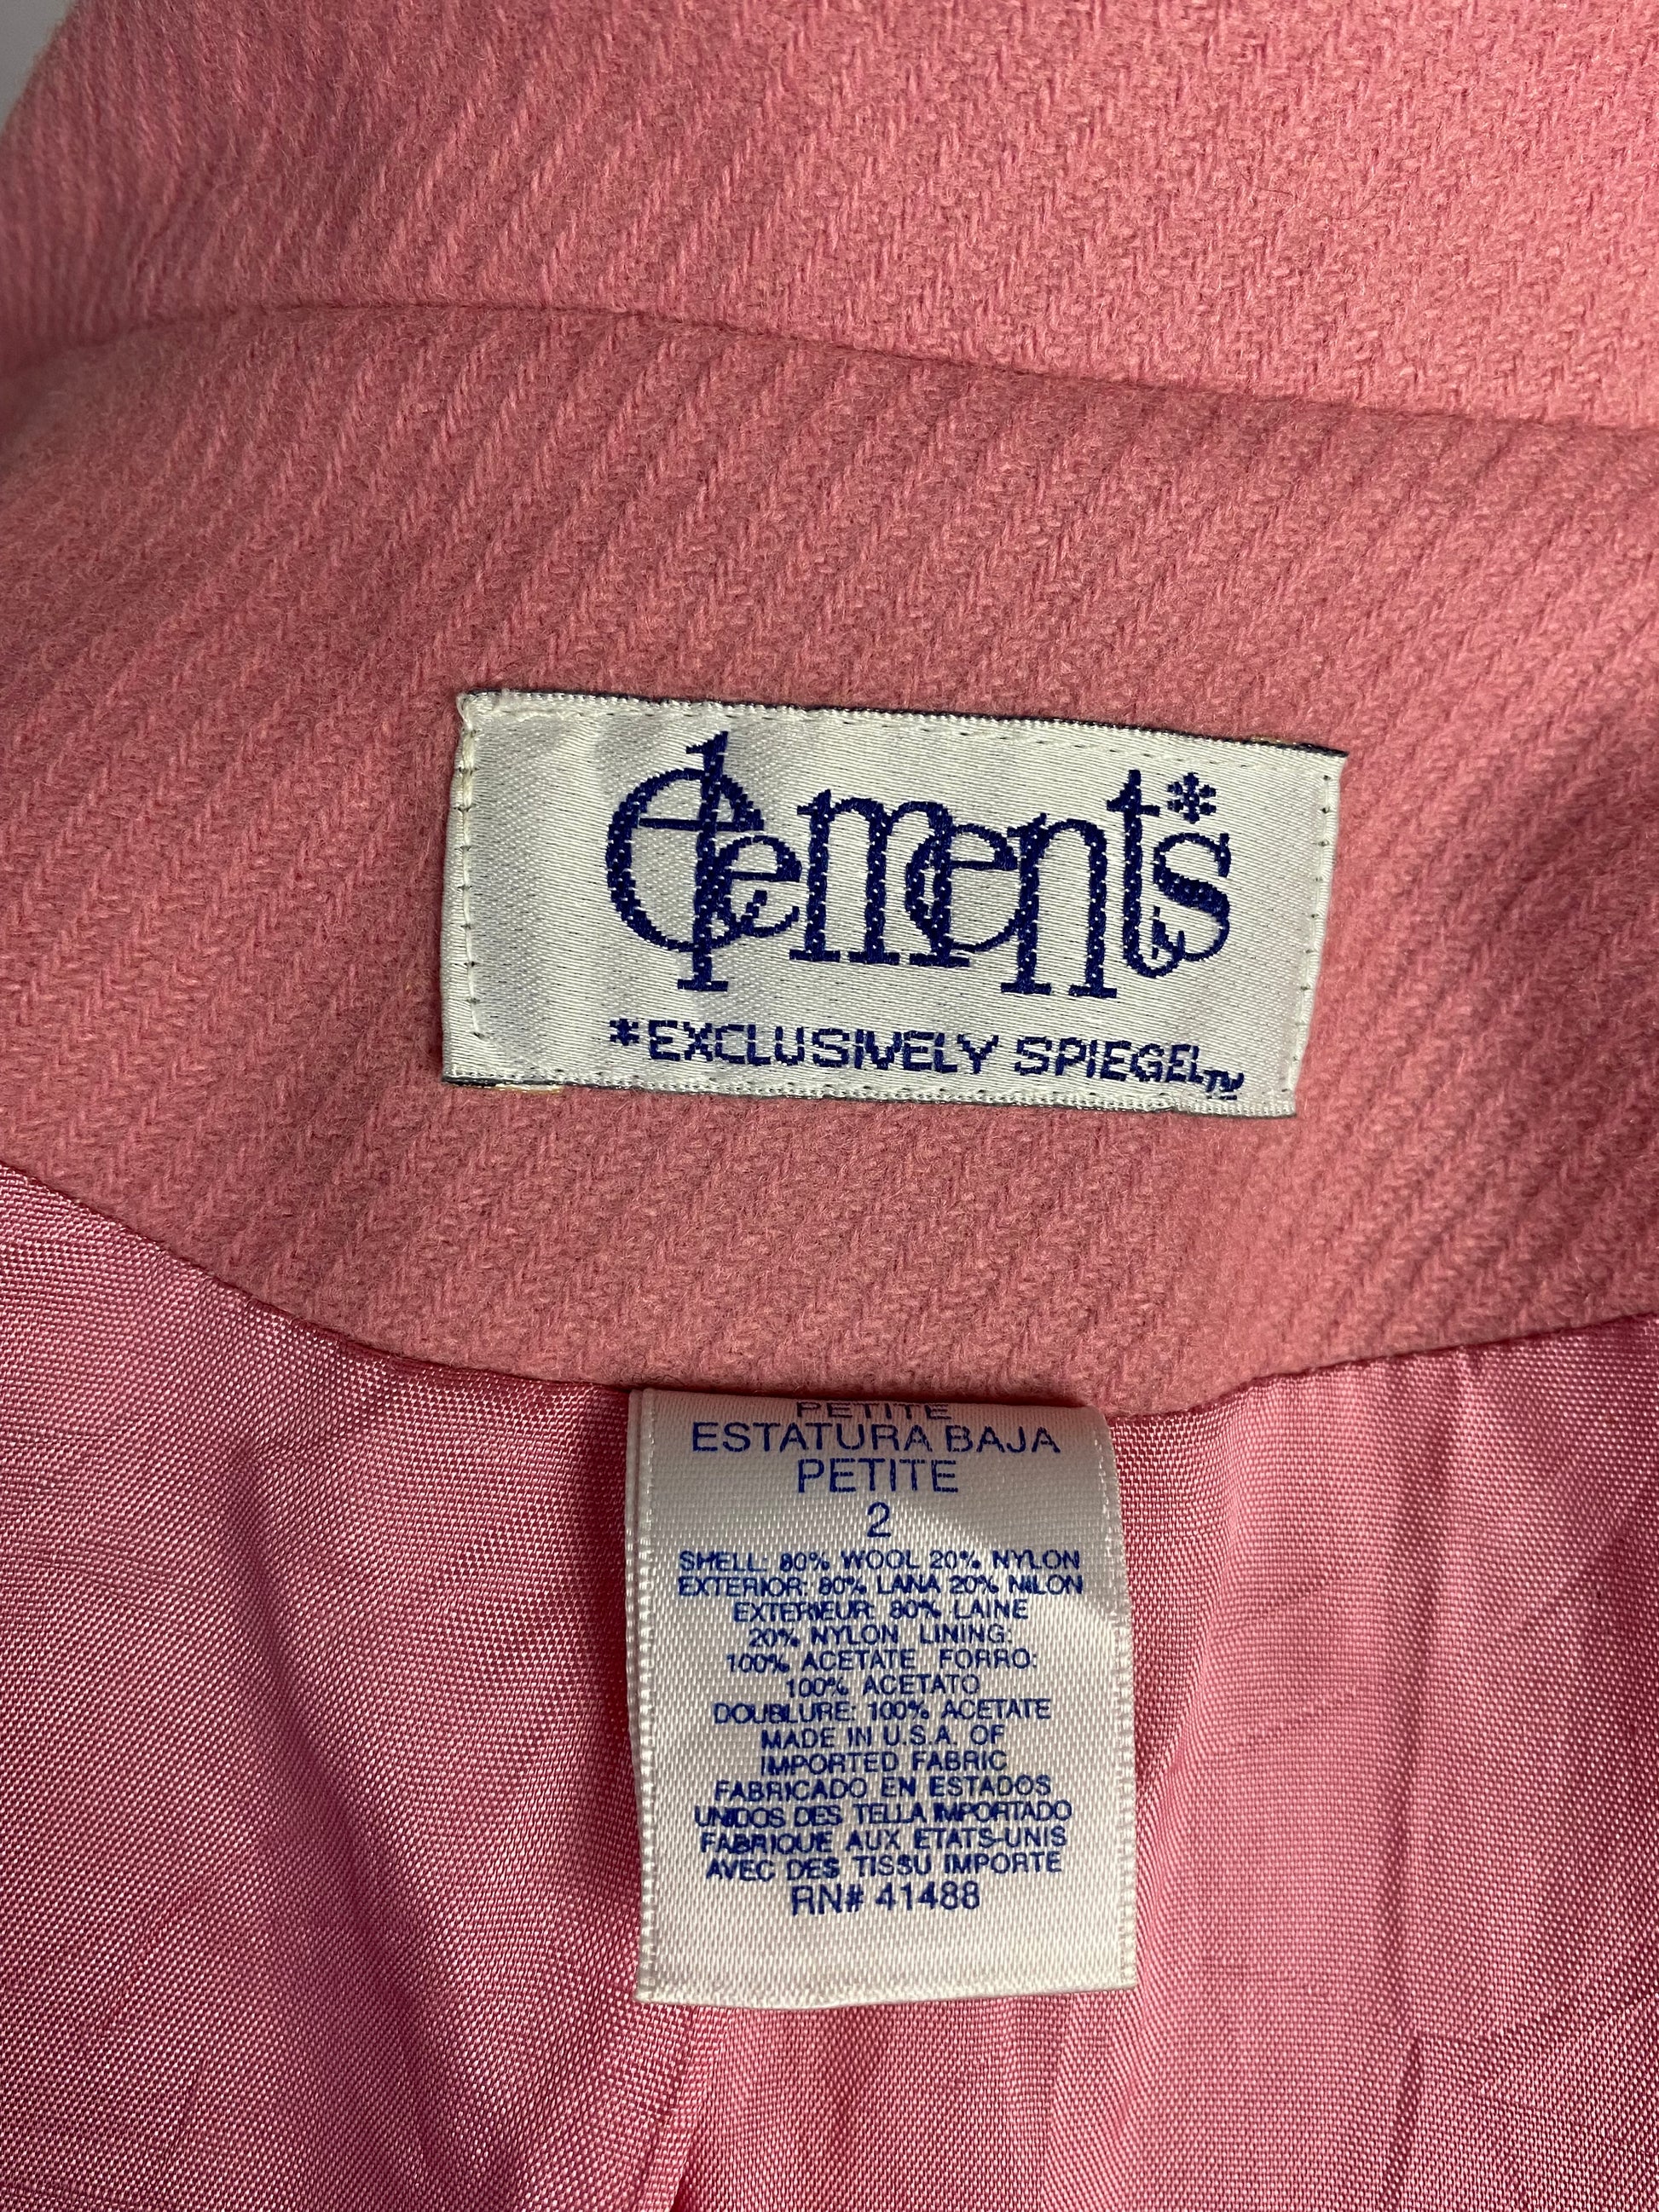 Clements*
*EXCLUSIVELY SPIEGEL TM
PETITE
ESTATURA BAJA
PETITE
2
SHELL: 80% WOOL 20% NYLON
EXTERIOR: 80% LANA 20% NILON
EXTERIEUR: 80% LAINE
20% NYLON LINING:
100% ACETATE FORRO:
100% ACETATO
DOUBLURE: 100% ACETATE
MADE IN U.S.A. OF
IMPORTED FABRIC
FABRICADO EN ESTADOS
UNIDOS DES TELLA IMPORTADO
FABRIQUE AUX ETATS-UNIS
AVEC DES TISSU IMPORTE
RN# 41488